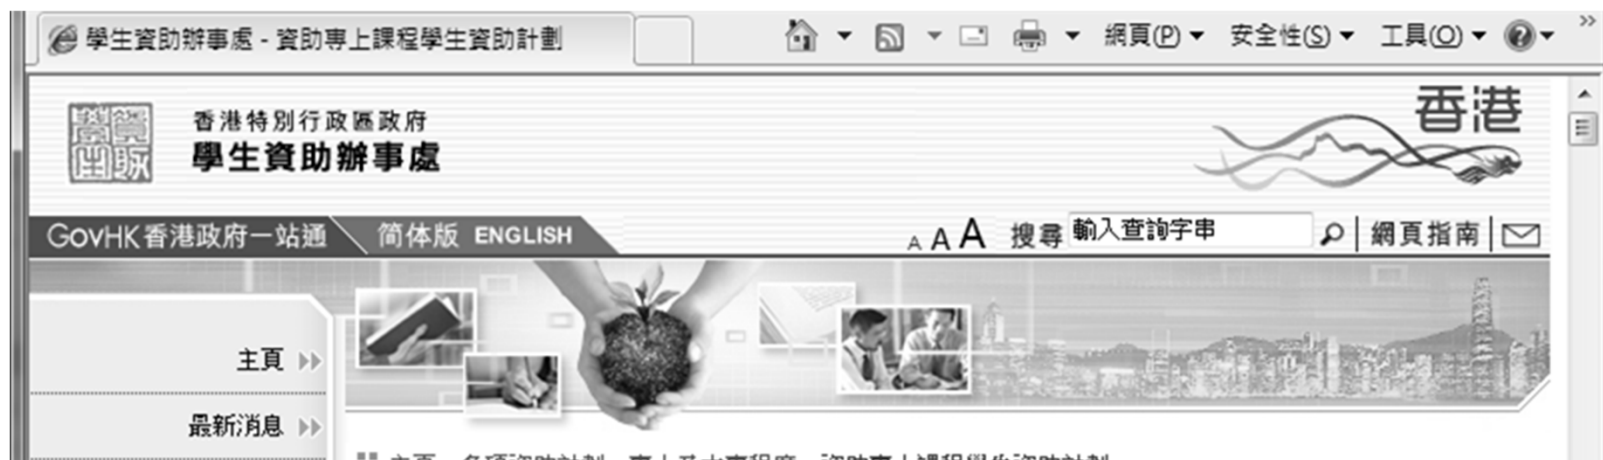 學生資助辦事處 - 資助專上課程學生資助計劃
網頁(P) 安全性(S) 工具(O)
香港
香港特別行政區政府
學生資助辦事處
GovHK香港政府一站通 简体版 ENGLISH
A A A 搜尋 輸入查詢字串 網頁指南
主頁
最新消息